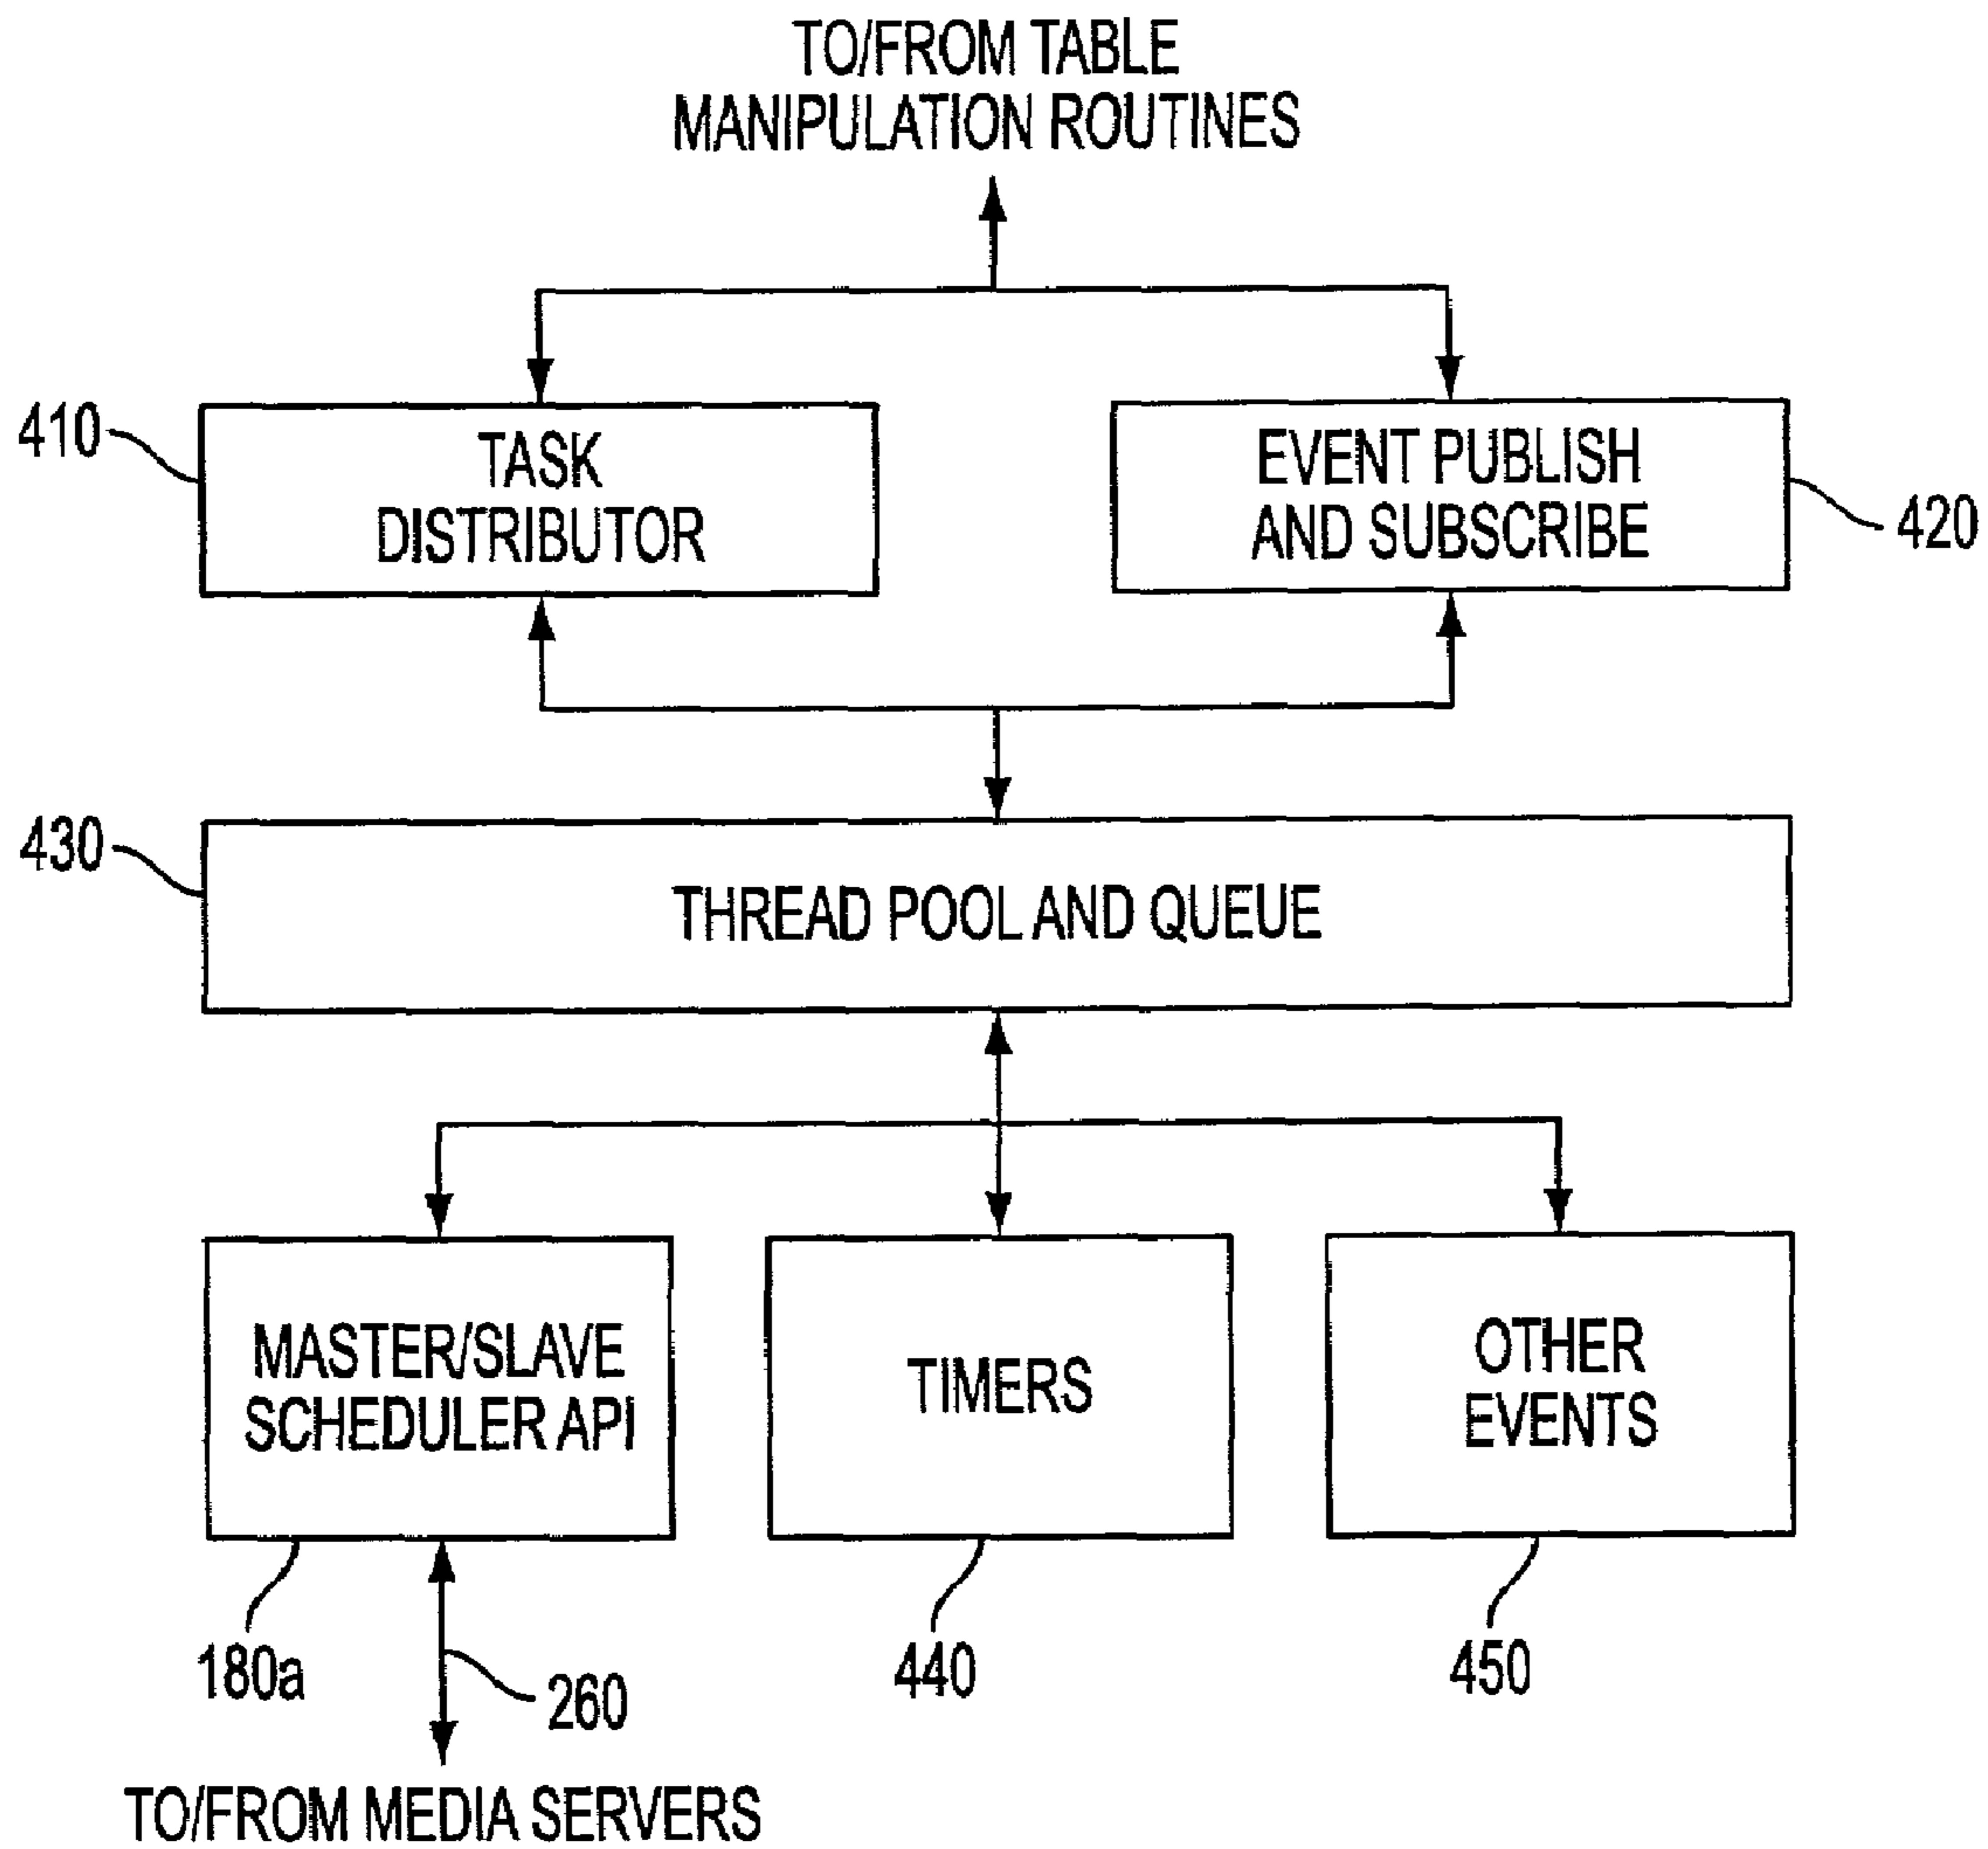 TO/FROM TABLE
MANIPULATION ROUTINES
410
TASK
DISTRIBUTOR
EVENT PUBLISH
AND SUBSCRIBE
420
430
THREAD POOL AND QUEUE
MASTER/SLAVE
SCHEDULER API
TIMERS
OTHER
EVENTS
180a
260
440
450
TO/FROM MEDIA SERVERS